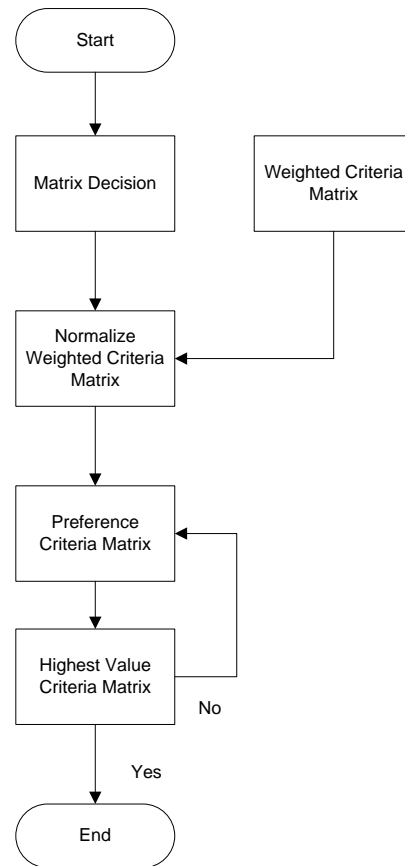 Start
Matrix Decision
Weighted Criteria
Matrix
Normalize
Weighted Criteria
Matrix
Preference
Criteria Matrix
Highest Value
Criteria Matrix
No
Yes
End